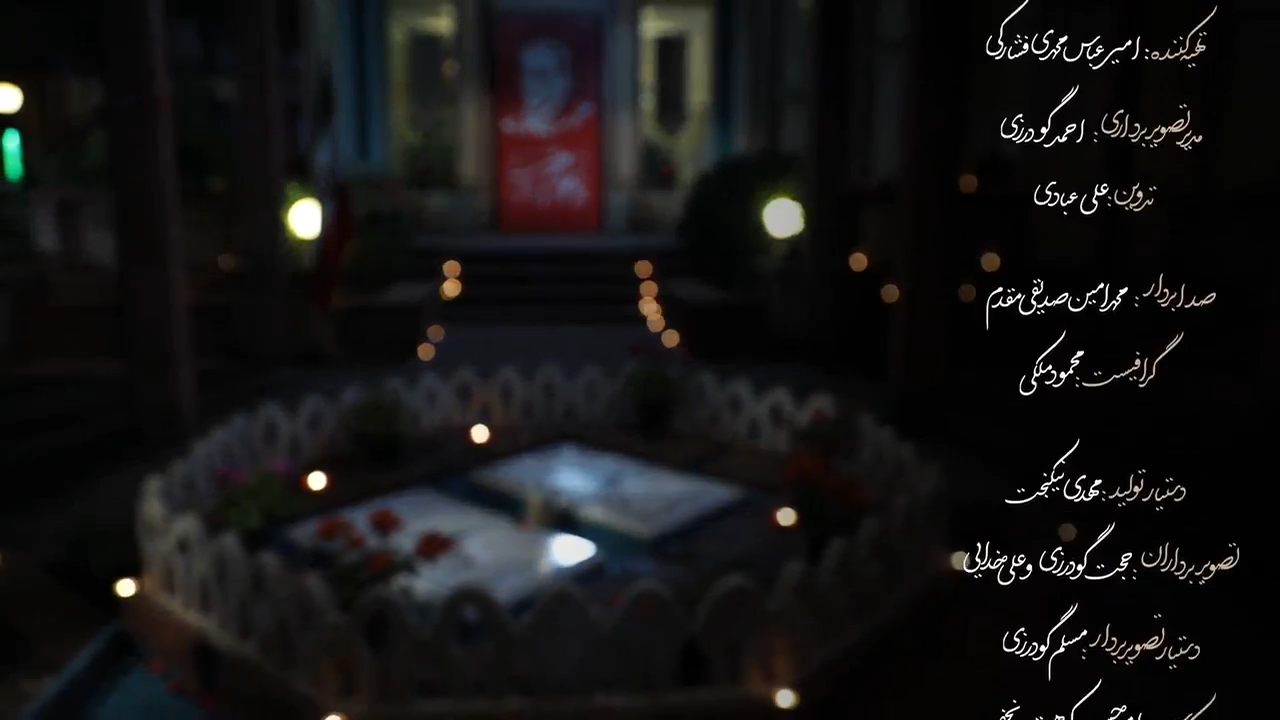 تهیه‌کننده: امیرعباس مهدی فشارکی
مدیر تصویربرداری: احمد گودرزی
تدوین: علی عبادی
صدابردار: مهرامین صدیقی مقدم
گرافیست: محمود ملکی
دستیار تولید: مهدی نیکبخت
تصویربرداران: حجت گودرزی و علی خدایی
دستیار تصویربردار: مسلم گودرزی